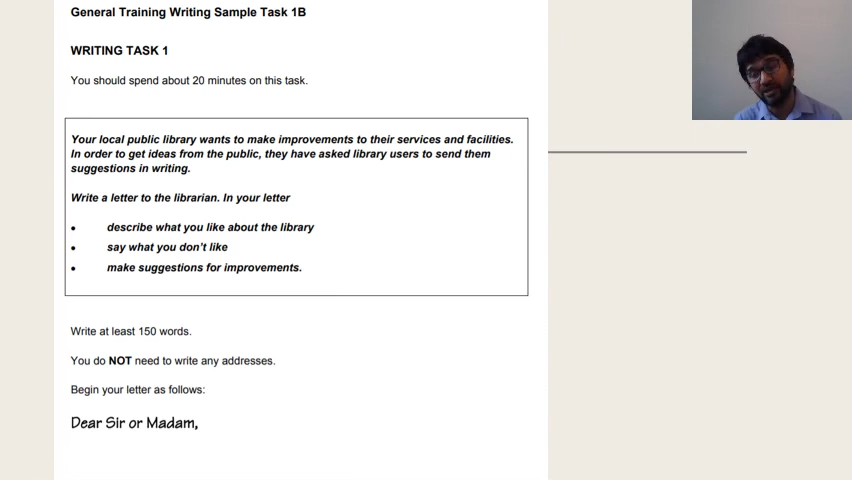 General Training Writing Sample Task 1B
WRITING TASK 1
You should spend about 20 minutes on this task.
Your local public library wants to make improvements to their services and facilities.
In order to get ideas from the public, they have asked library users to send them
suggestions in writing.
Write a letter to the librarian. In your letter
• describe what you like about the library
• say what you don't like
• make suggestions for improvements.
Write at least 150 words.
You do NOT need to write any addresses.
Begin your letter as follows:
Dear Sir or Madam,